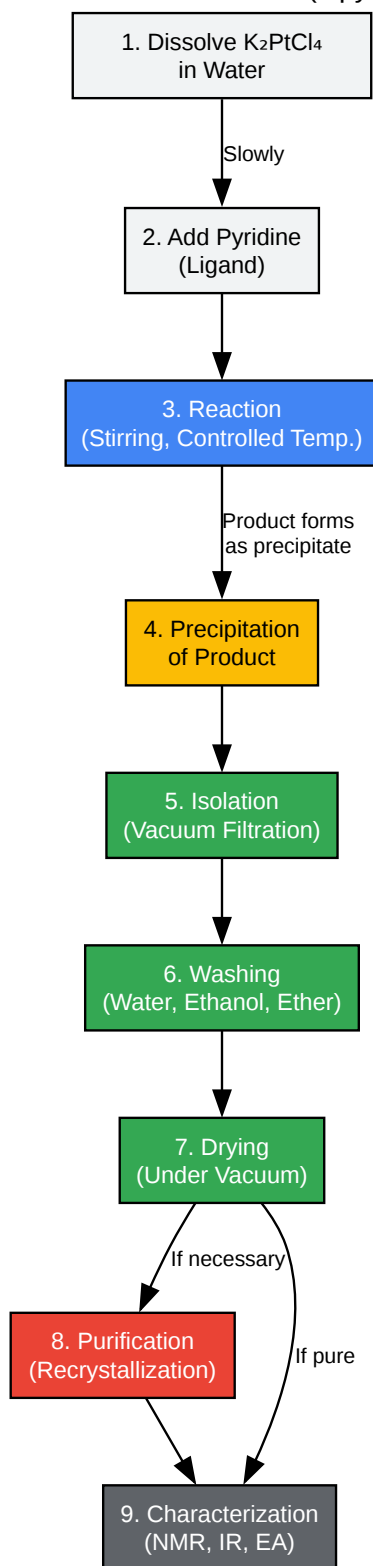 1. Dissolve K₂PtCl₄
in Water
Slowly
2. Add Pyridine
(Ligand)
3. Reaction
(Stirring, Controlled Temp.)
Product forms
as precipitate
4. Precipitation
of Product
5. Isolation
(Vacuum Filtration)
6. Washing
(Water, Ethanol, Ether)
7. Drying
(Under Vacuum)
If necessary
8. Purification
(Recrystallization)
If pure
9. Characterization
(NMR, IR, EA)